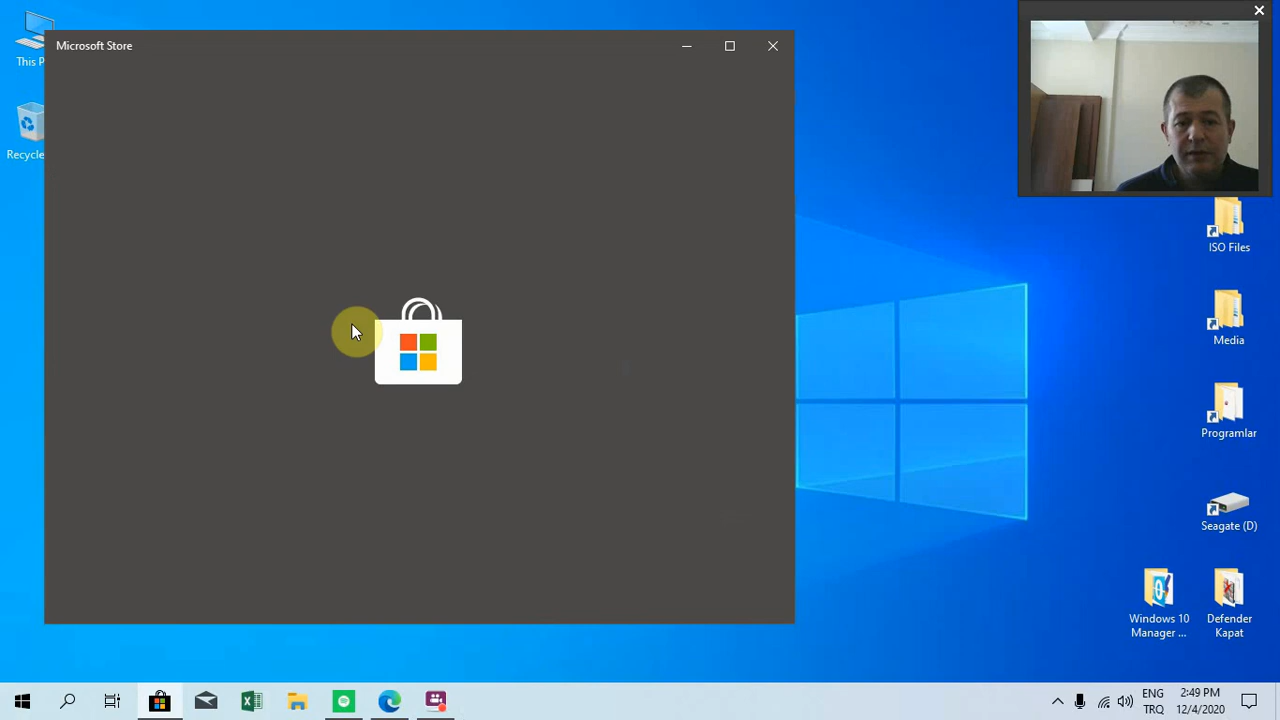 Microsoft Store
This P
Recycle
ISO Files
Media
Programlar
Seagate (D)
Windows 10
Manager ...
Defender
Kapat
ENG
TRQ
2:49 PM
12/4/2020